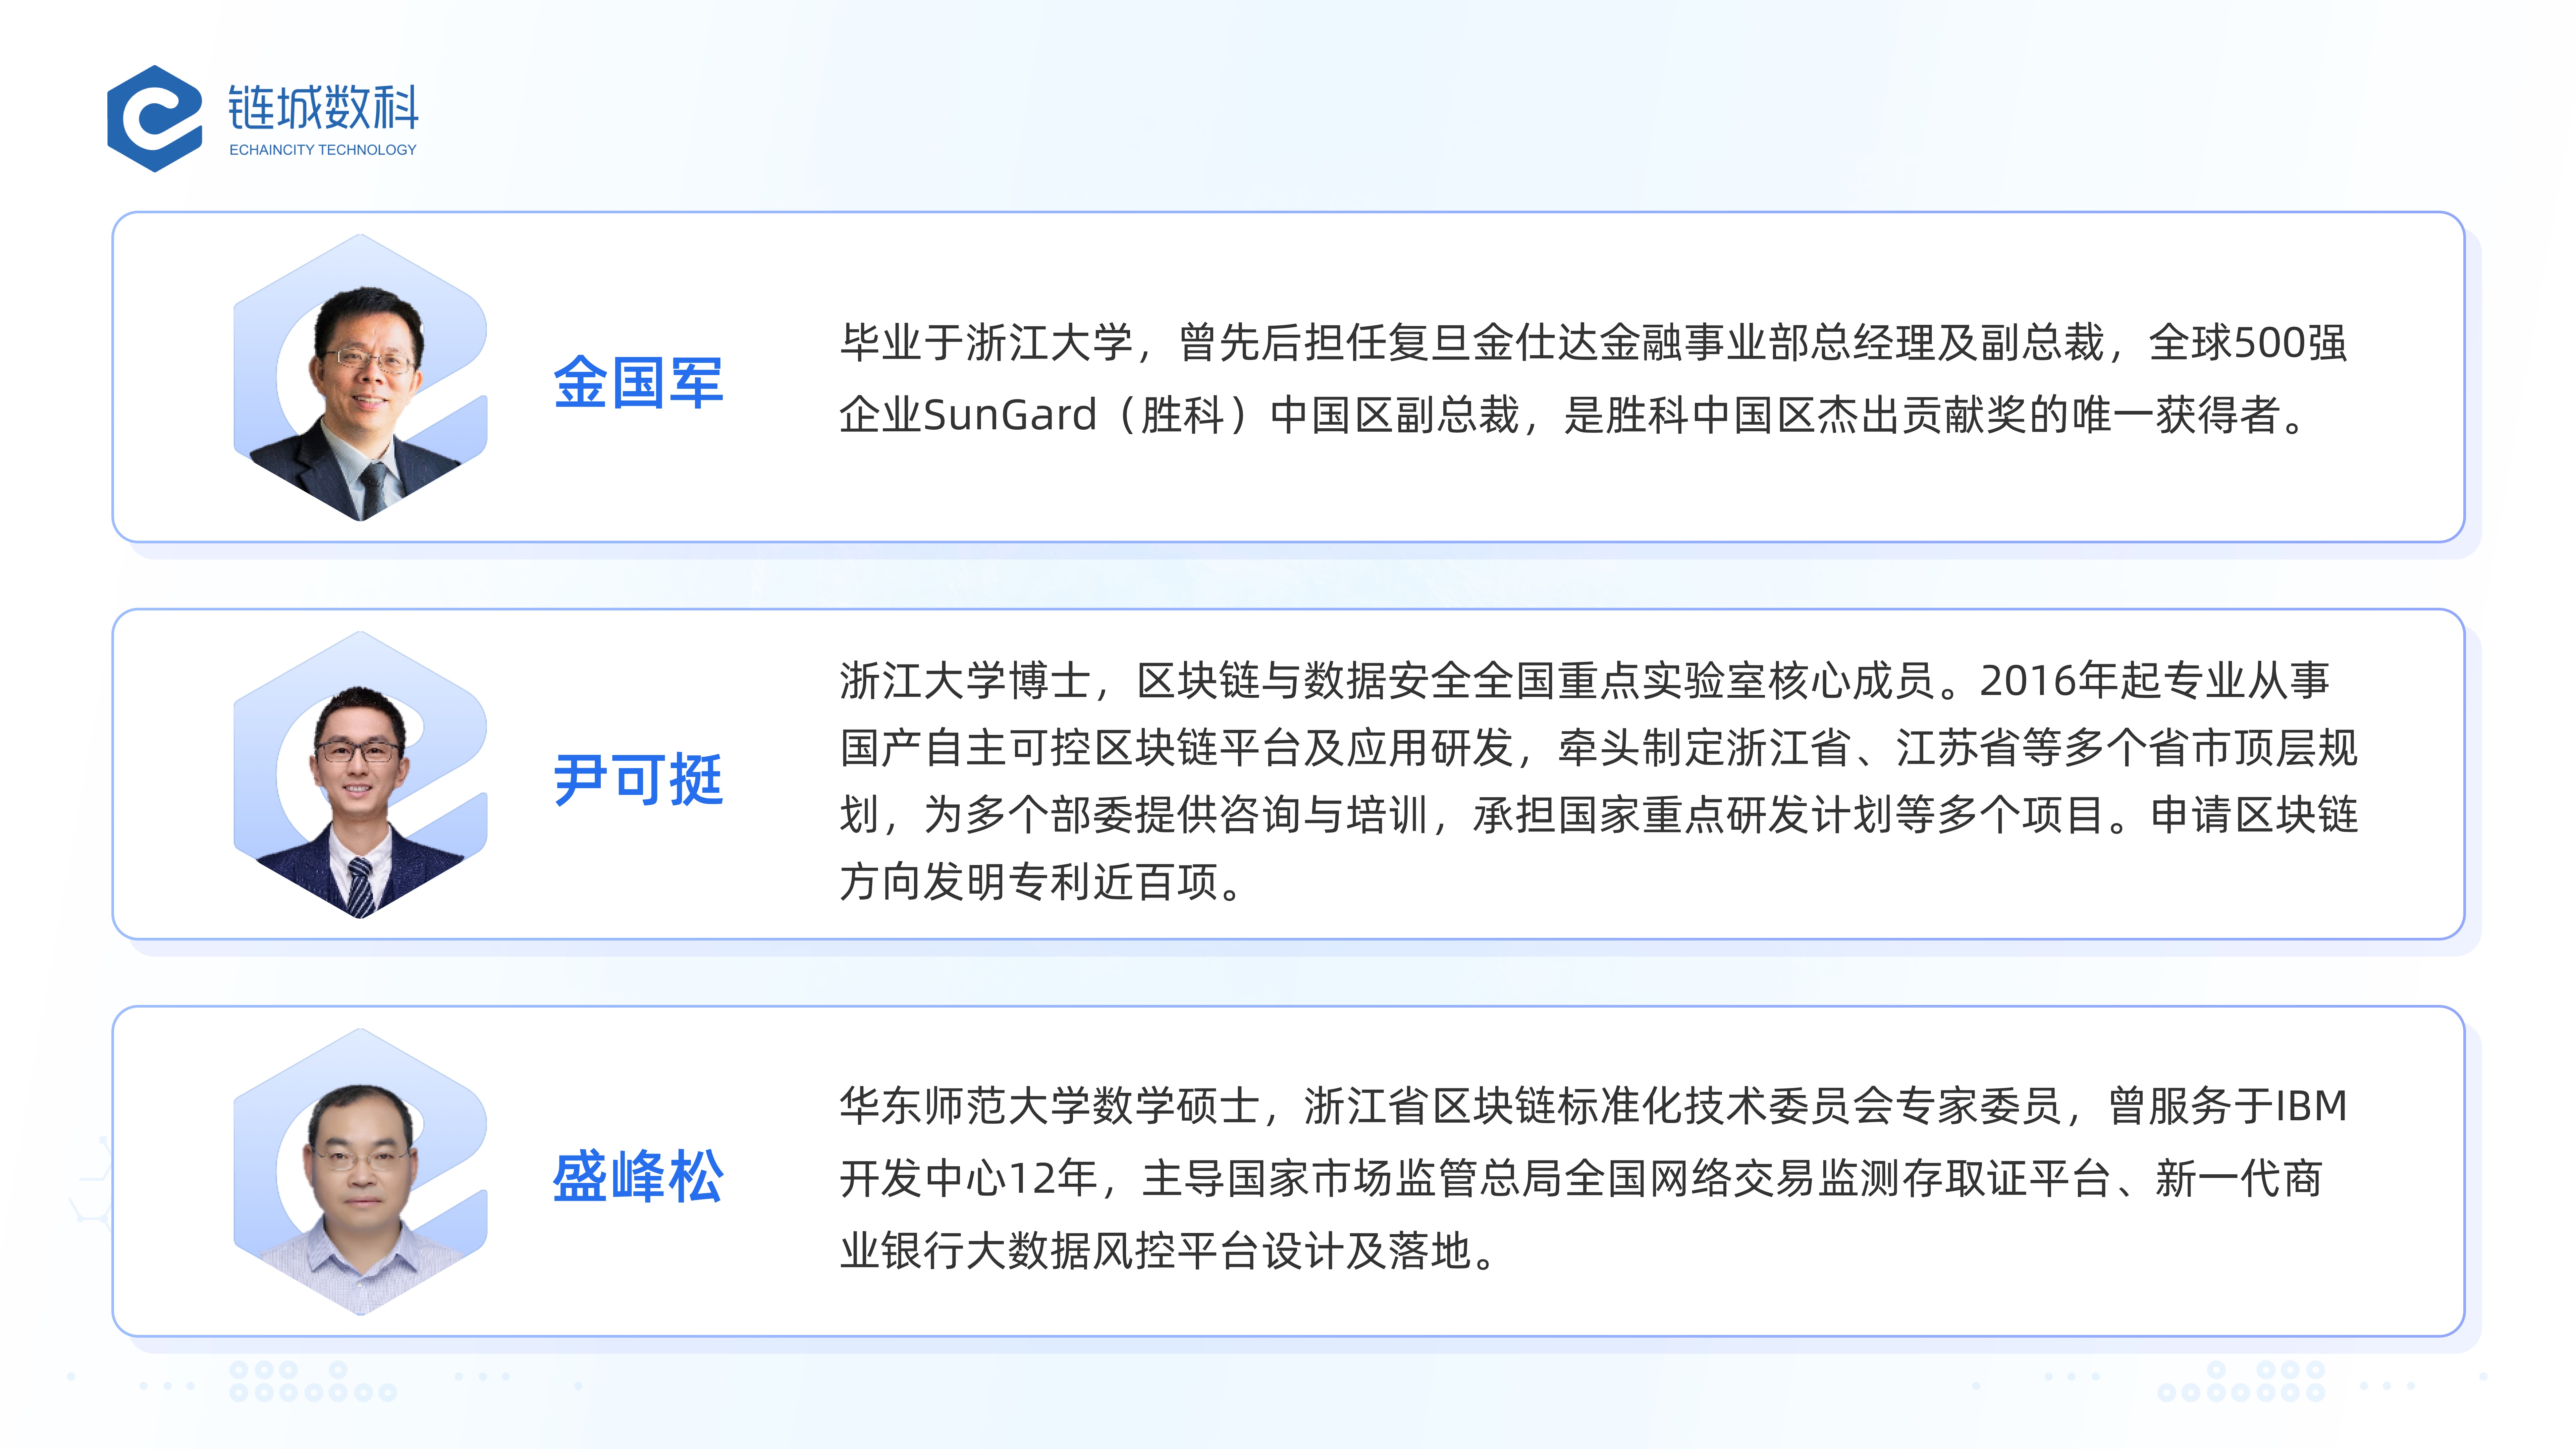 链城数科
ECHAINCITY TECHNOLOGY
金国军
毕业于浙江大学，曾先后担任复旦金仕达金融事业部总经理及副总裁，全球500强
企业SunGard（胜科）中国区副总裁，是胜科中国区杰出贡献奖的唯一获得者。
尹可挺
浙江大学博士，区块链与数据安全全国重点实验室核心成员。2016年起专业从事
国产自主可控区块链平台及应用研发，牵头制定浙江省、江苏省等多个省市顶层规
划，为多个部委提供咨询与培训，承担国家重点研发计划等多个项目。申请区块链
方向发明专利近百项。
盛峰松
华东师范大学数学硕士，浙江省区块链标准化技术委员会专家委员，曾服务于IBM
开发中心12年，主导国家市场监管总局全国网络交易监测存取证平台、新一代商
业银行大数据风控平台设计及落地。